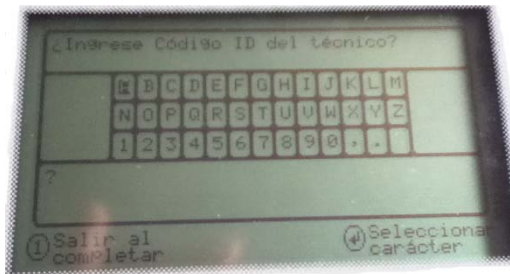 ¿Ingrese Código ID del técnico?
A B C D E F G H I J K L M
N O P Q R S T U V W X Y Z
1 2 3 4 5 6 7 8 9 0 , .
?
1 Salir al completar
Seleccionar carácter